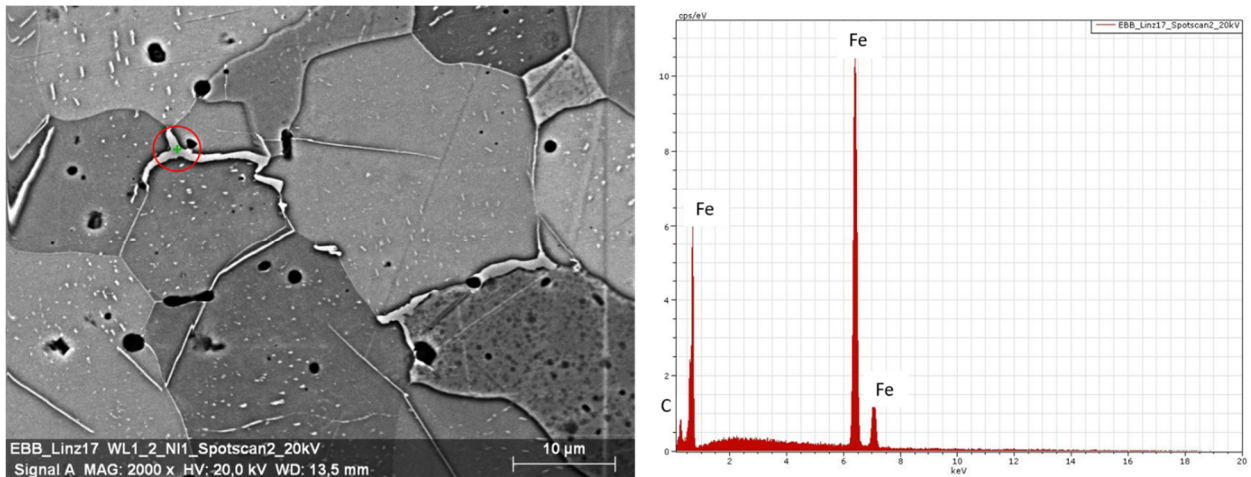 EBB_Linz17 WL1_2_NI1_Spotscan2_20kV
Signal A MAG: 2000 x HV: 20,0 kV WD: 13,5 mm
10 µm
cps/eV
EBB_Linz17_Spotscan2_20kV
Fe
10
8
6
Fe
4
2
Fe
C
2 4 6 8 10 12 14 16 18 20
keV